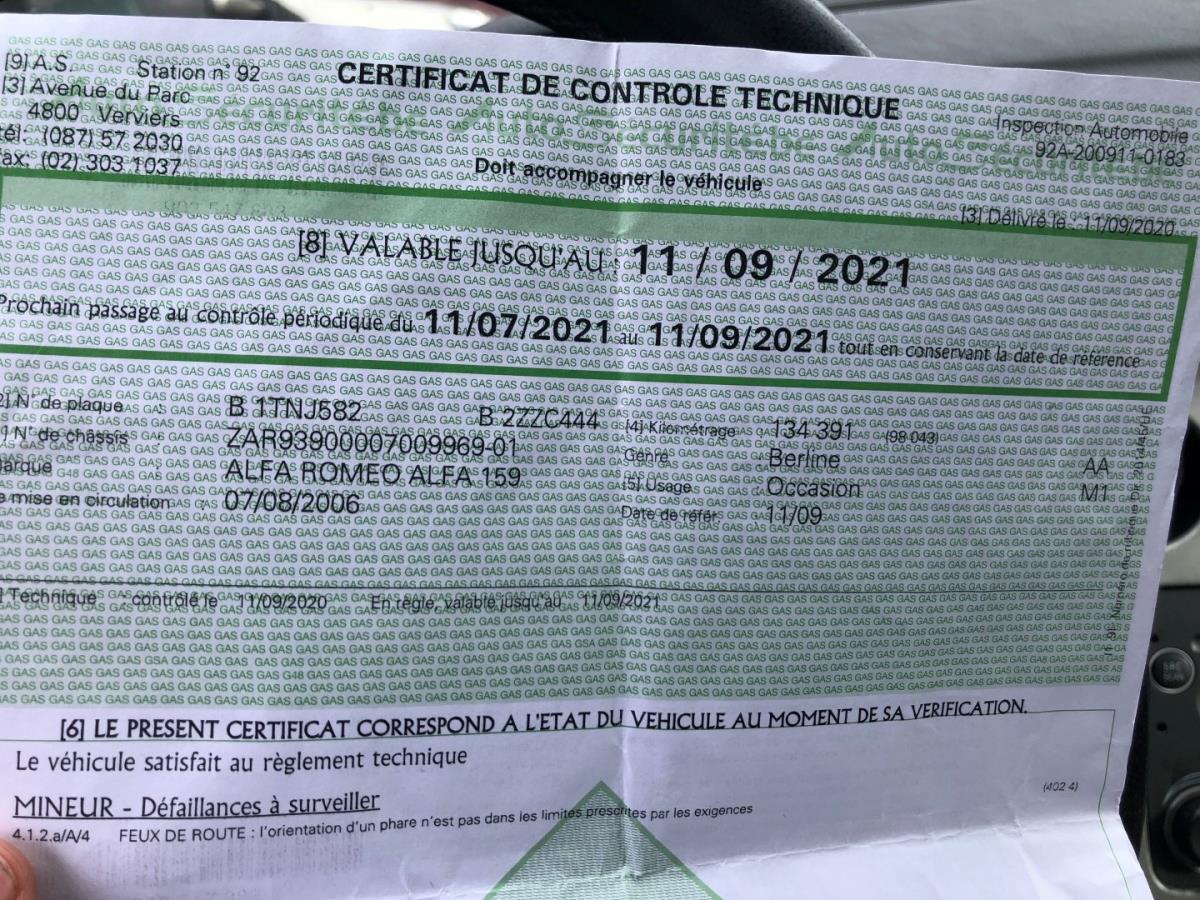 [9] A.S. Station n° 92
[3] Avenue du Parc
4800 Verviers
tél: (087) 57 2030
fax: (02) 303 1037
CERTIFICAT DE CONTROLE TECHNIQUE
Doit accompagner le véhicule
Inspection Automobile
92A-200911-0183
[3] Délivré le : 11/09/2020
[8] VALABLE JUSQU'AU : 11 / 09 / 2021
Prochain passage au contrôle périodique du 11/07/2021 au 11/09/2021 tout en conservant la date de référence
2] N° de plaque : B 1TNJ582 B 2ZZC444 [4] Kilométrage : 134 391 (98 043)
] N° de châssis : ZAR93900007009969-01 Genre : Berline AA
arque : ALFA ROMEO ALFA 159 [5] Usage : Occasion M1
e mise en circulation : 07/08/2006 Date de référ. : 11/09
] Technique : contrôlé le 11/09/2020 En règle, valable jusqu'au 11/09/2021
[6] LE PRESENT CERTIFICAT CORRESPOND A L'ETAT DU VEHICULE AU MOMENT DE SA VERIFICATION.
Le véhicule satisfait au règlement technique
(402 4)
MINEUR - Défaillances à surveiller
4.1.2.a/A/4 FEUX DE ROUTE : l'orientation d'un phare n'est pas dans les limites prescrites par les exigences